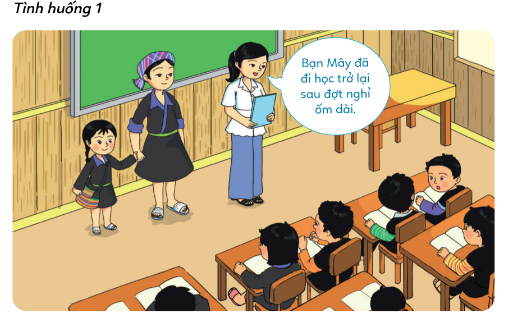 Tình huống 1
Bạn Mây đã
đi học trở lại
sau đợt nghỉ
ốm dài.